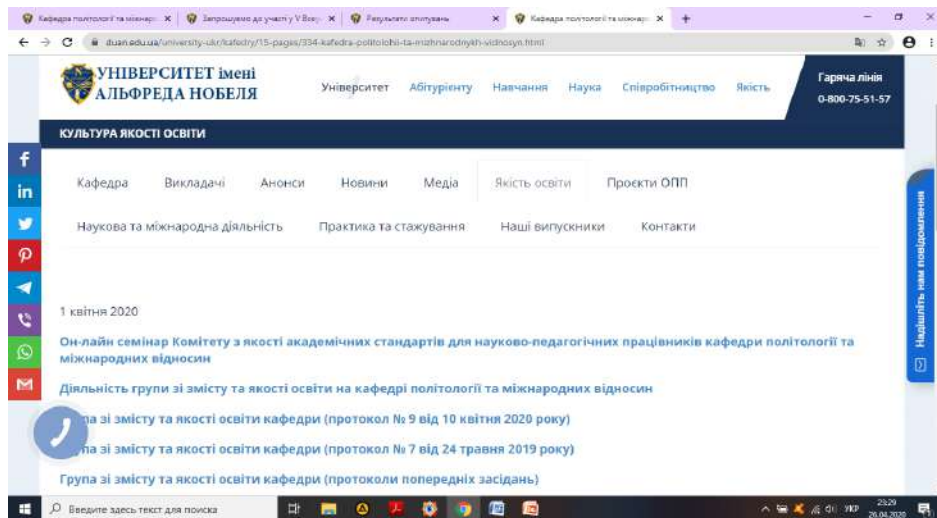 Кафедра політології та міжнар
Запрошуємо до участі у V Всеу
Результати опитувань
Кафедра політології та міжнар
duan.edu.ua/university-ukr/kafedry/15-pages/334-kafedra-politolohii-ta-mizhnarodnykh-vidnosyn.html
УНІВЕРСИТЕТ імені
АЛЬФРЕДА НОБЕЛЯ
Університет Абітурієнту Навчання Наука Співробітництво Якість
Гаряча лінія
0-800-75-51-57
КУЛЬТУРА ЯКОСТІ ОСВІТИ
Кафедра Викладачі Анонси Новини Медіа Якість освіти Проєкти ОПП
Наукова та міжнародна діяльність Практика та стажування Наші випускники Контакти
Надішліть нам повідомлення
1 квітня 2020
Он-лайн семінар Комітету з якості академічних стандартів для науково-педагогічних працівників кафедри політології та
міжнародних відносин
Діяльність групи зі змісту та якості освіти на кафедрі політології та міжнародних відносин
па зі змісту та якості освіти кафедри (протокол № 9 від 10 квітня 2020 року)
па зі змісту та якості освіти кафедри (протокол № 7 від 24 травня 2019 року)
Група зі змісту та якості освіти кафедри (протоколи попередніх засідань)
Введите здесь текст для поиска
УКР
23:29
26.04.2020